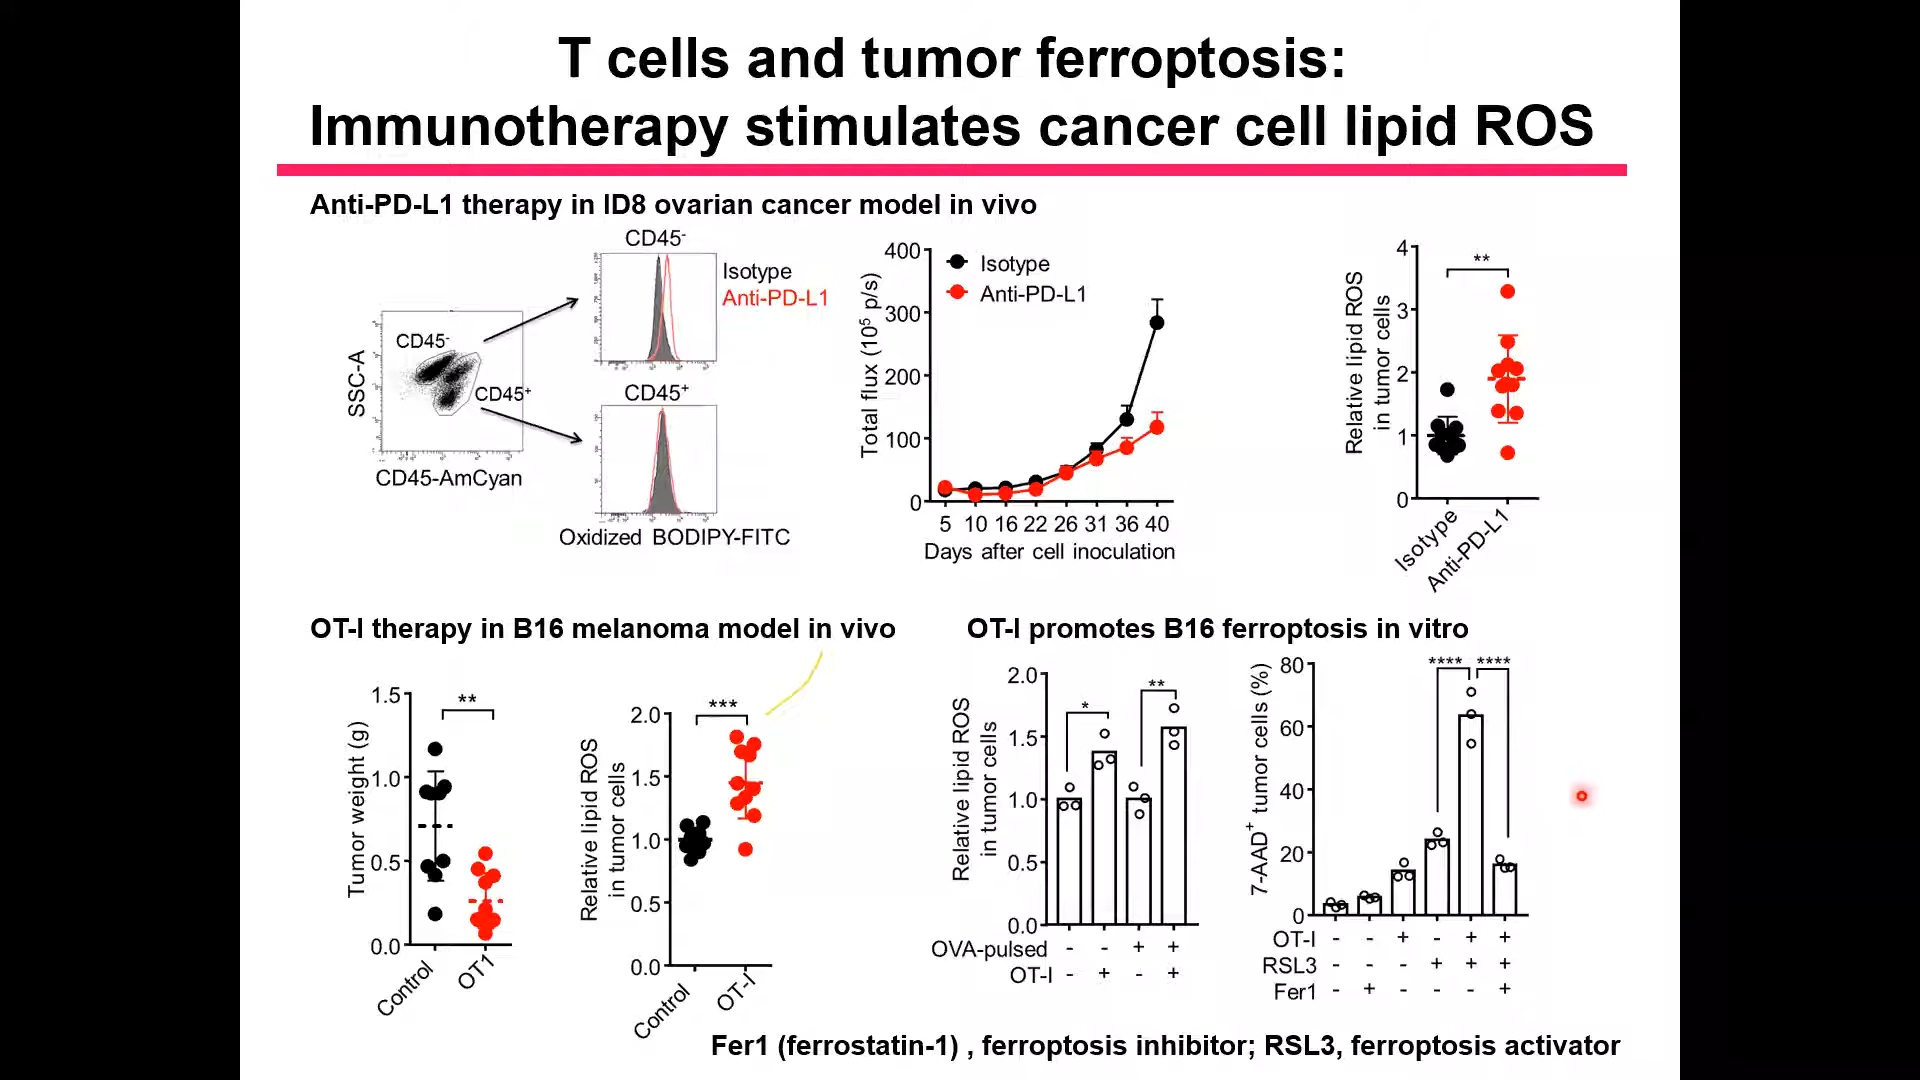 T cells and tumor ferroptosis:
Immunotherapy stimulates cancer cell lipid ROS
Anti-PD-L1 therapy in ID8 ovarian cancer model in vivo
SSC-A
CD45-
CD45+
CD45-AmCyan
CD45-
Isotype
Anti-PD-L1
CD45+
Oxidized BODIPY-FITC
Total flux (10⁵ p/s)
400
300
200
100
0
Isotype
Anti-PD-L1
5 10 16 22 26 31 36 40
Days after cell inoculation
Relative lipid ROS
in tumor cells
4
3
2
1
0
**
Isotype
Anti-PD-L1
OT-I therapy in B16 melanoma model in vivo
Tumor weight (g)
1.5
1.0
0.5
0.0
**
Control
OT1
Relative lipid ROS
in tumor cells
2.0
1.5
1.0
0.5
0.0
***
Control
OT-I
OT-I promotes B16 ferroptosis in vitro
Relative lipid ROS
in tumor cells
2.0
1.5
1.0
0.5
0.0
*
**
OVA-pulsed - - + +
OT-I - + - +
7-AAD+ tumor cells (%)
80
60
40
20
0
**** ****
OT-I - - + - + +
RSL3 - - - + + +
Fer1 - + - - - +
Fer1 (ferrostatin-1) , ferroptosis inhibitor; RSL3, ferroptosis activator